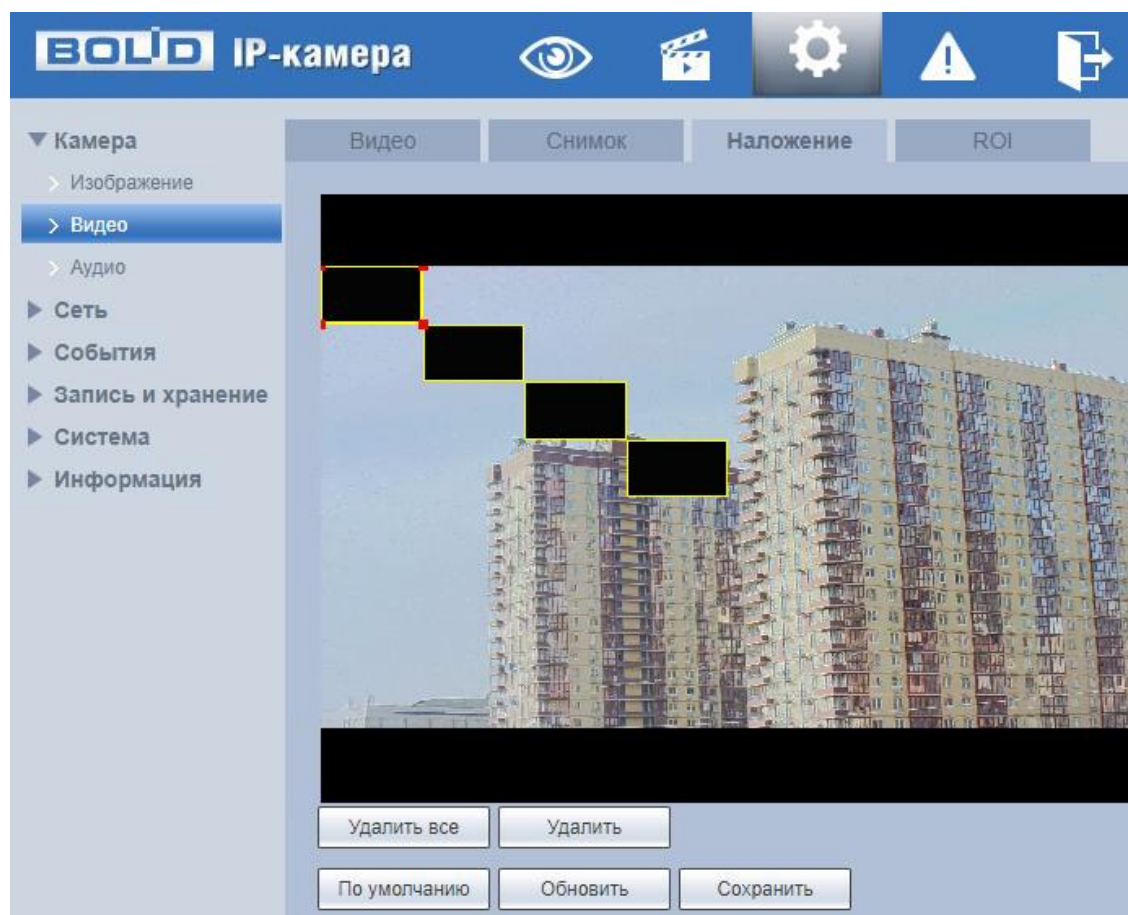 BOLID IP-камера
Камера
Изображение
Видео
Аудио
Сеть
События
Запись и хранение
Система
Информация
Видео Снимок Наложение ROI
Удалить все Удалить
По умолчанию Обновить Сохранить